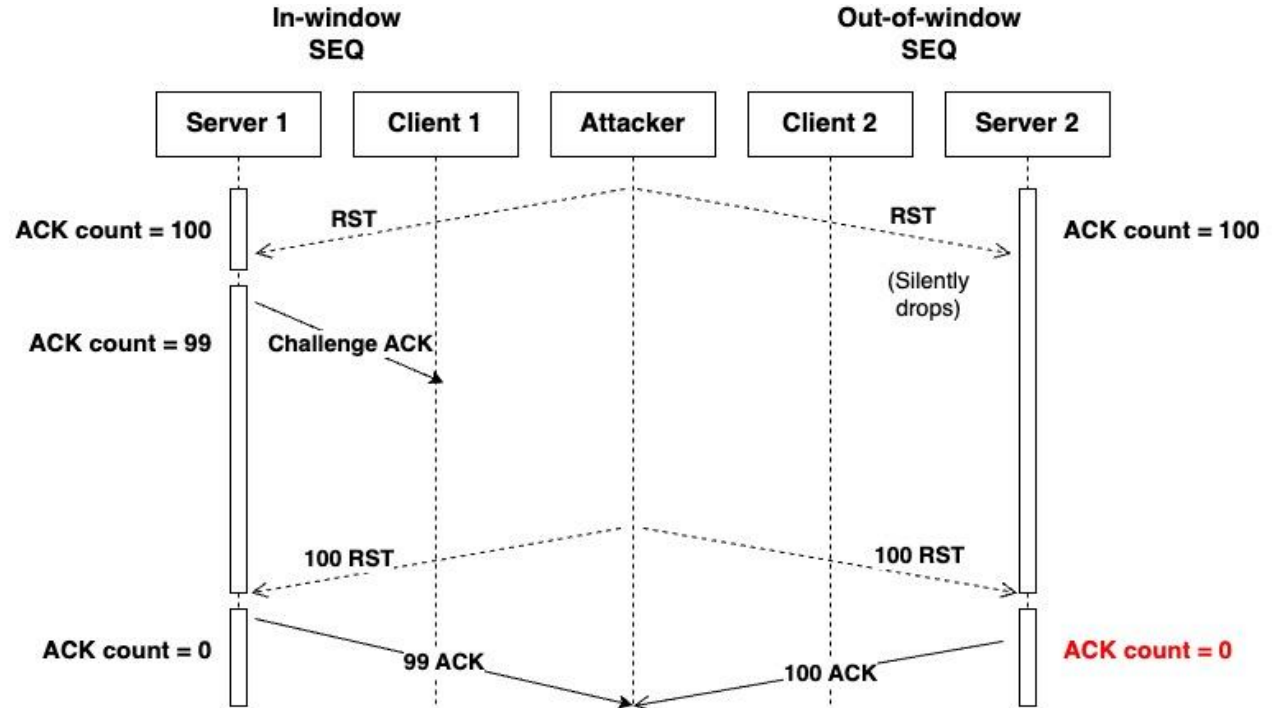 In-window
SEQ
Out-of-window
SEQ
Server 1
Client 1
Attacker
Client 2
Server 2
ACK count = 100
RST
RST
ACK count = 100
(Silently
drops)
ACK count = 99
Challenge ACK
100 RST
100 RST
ACK count = 0
99 ACK
100 ACK
ACK count = 0